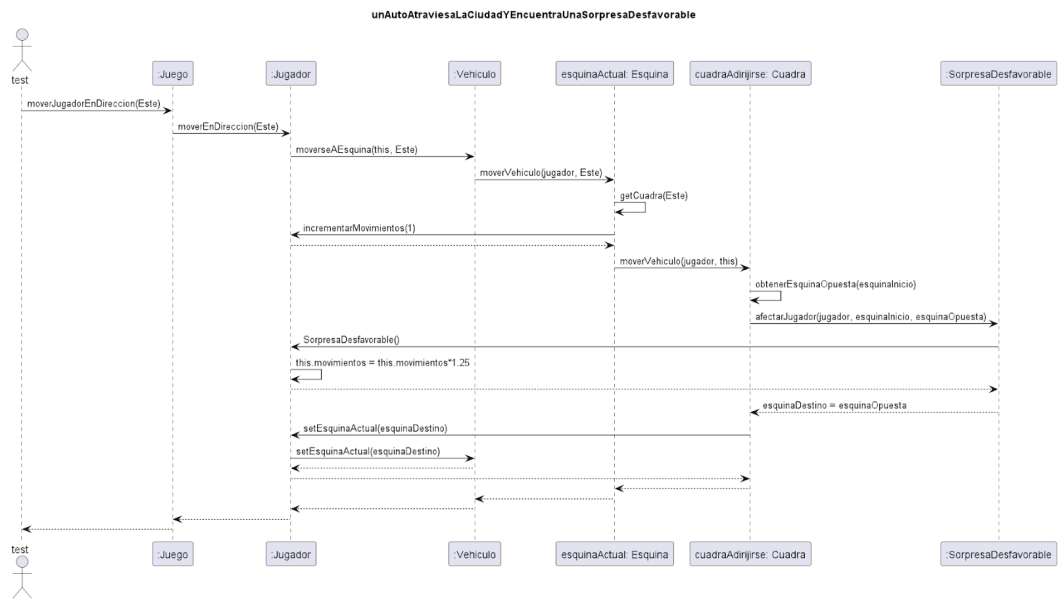 unAutoAtraviesaLaCiudadYEncuentraUnaSorpresaDesfavorable
test
:Juego
:Jugador
:Vehiculo
esquinaActual: Esquina
cuadraAdirijirse: Cuadra
:SorpresaDesfavorable
moverJugadorEnDireccion(Este)
moverEnDireccion(Este)
moverseAEsquina(this, Este)
moverVehiculo(jugador, Este)
getCuadra(Este)
incrementarMovimientos(1)
moverVehiculo(jugador, this)
obtenerEsquinaOpuesta(esquinaInicio)
afectarJugador(jugador, esquinaInicio, esquinaOpuesta)
SorpresaDesfavorable()
this.movimientos = this.movimientos*1.25
esquinaDestino = esquinaOpuesta
setEsquinaActual(esquinaDestino)
setEsquinaActual(esquinaDestino)
test
:Juego
:Jugador
:Vehiculo
esquinaActual: Esquina
cuadraAdirijirse: Cuadra
:SorpresaDesfavorable